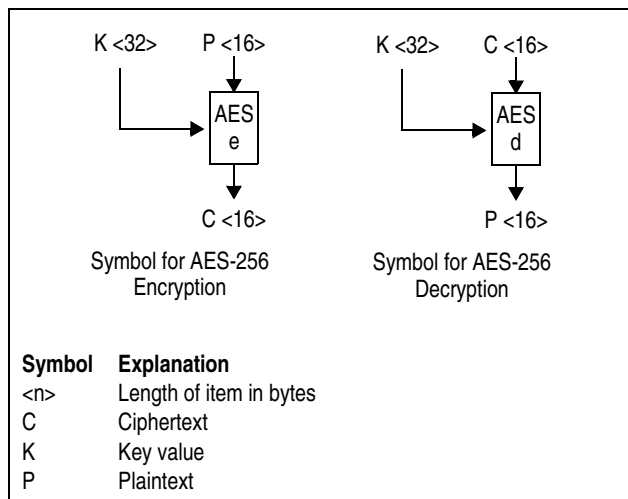 K <32> P <16>
AES
e
C <16>
Symbol for AES-256
Encryption
K <32> C <16>
AES
d
P <16>
Symbol for AES-256
Decryption
Symbol Explanation
<n> Length of item in bytes
C Ciphertext
K Key value
P Plaintext